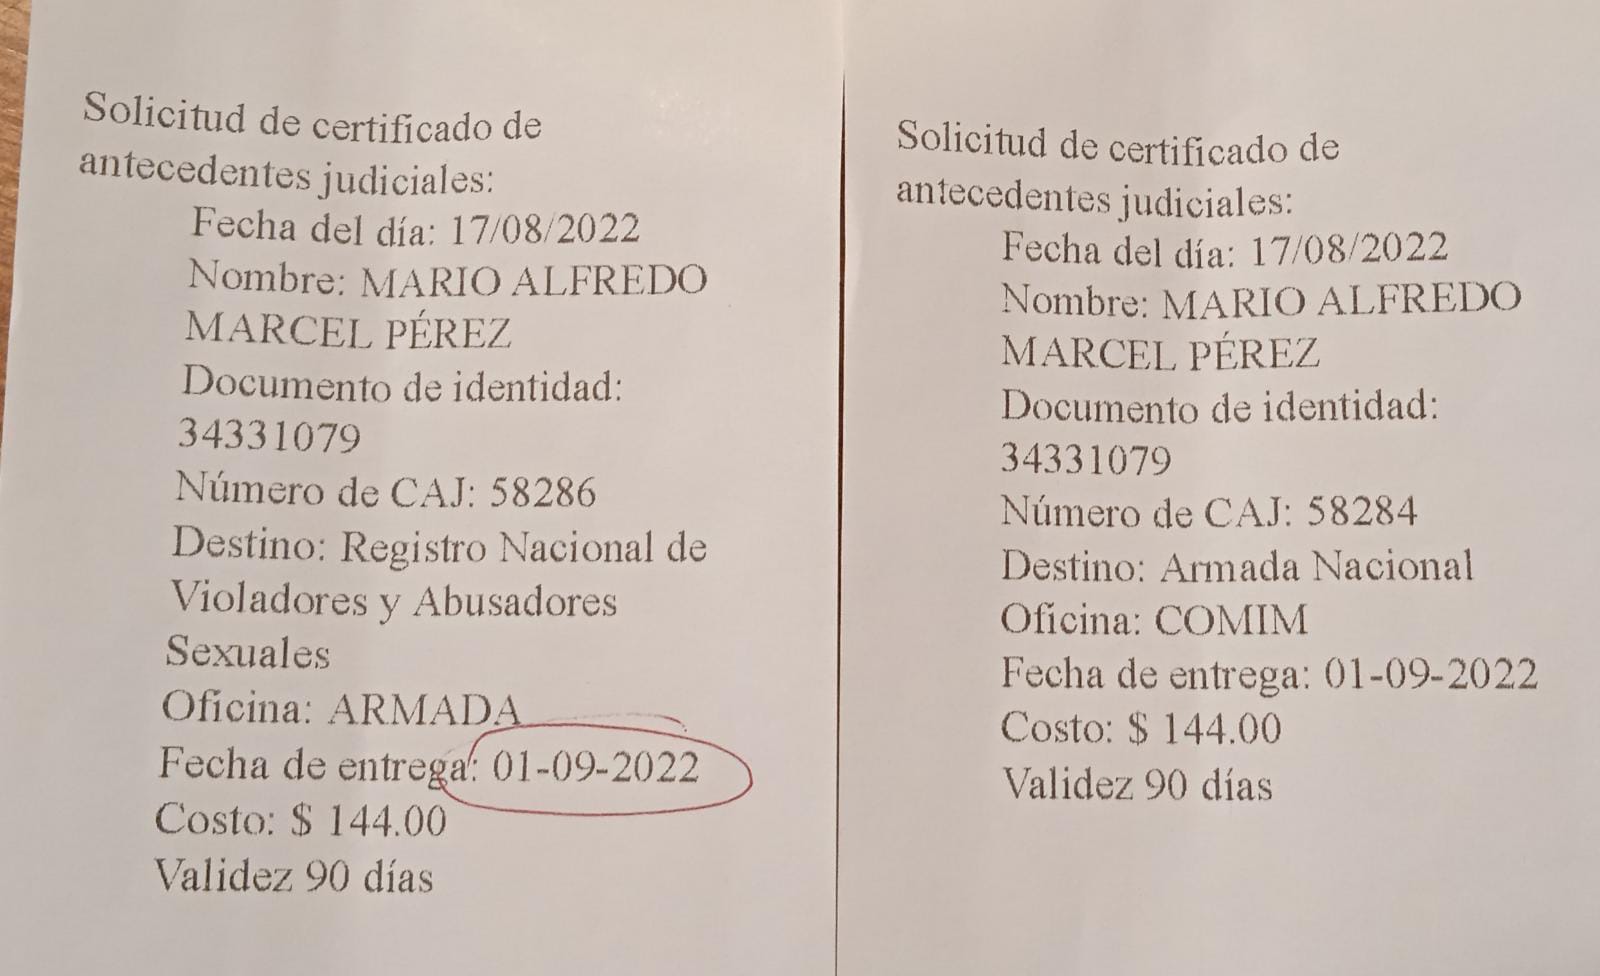 Solicitud de certificado de
antecedentes judiciales:
Fecha del día: 17/08/2022
Nombre: MARIO ALFREDO
MARCEL PÉREZ
Documento de identidad:
34331079
Número de CAJ: 58286
Destino: Registro Nacional de
Violadores y Abusadores
Sexuales
Oficina: ARMADA
Fecha de entrega: 01-09-2022
Costo: $ 144.00
Validez 90 días
Solicitud de certificado de
antecedentes judiciales:
Fecha del día: 17/08/2022
Nombre: MARIO ALFREDO
MARCEL PÉREZ
Documento de identidad:
34331079
Número de CAJ: 58284
Destino: Armada Nacional
Oficina: COMIM
Fecha de entrega: 01-09-2022
Costo: $ 144.00
Validez 90 días